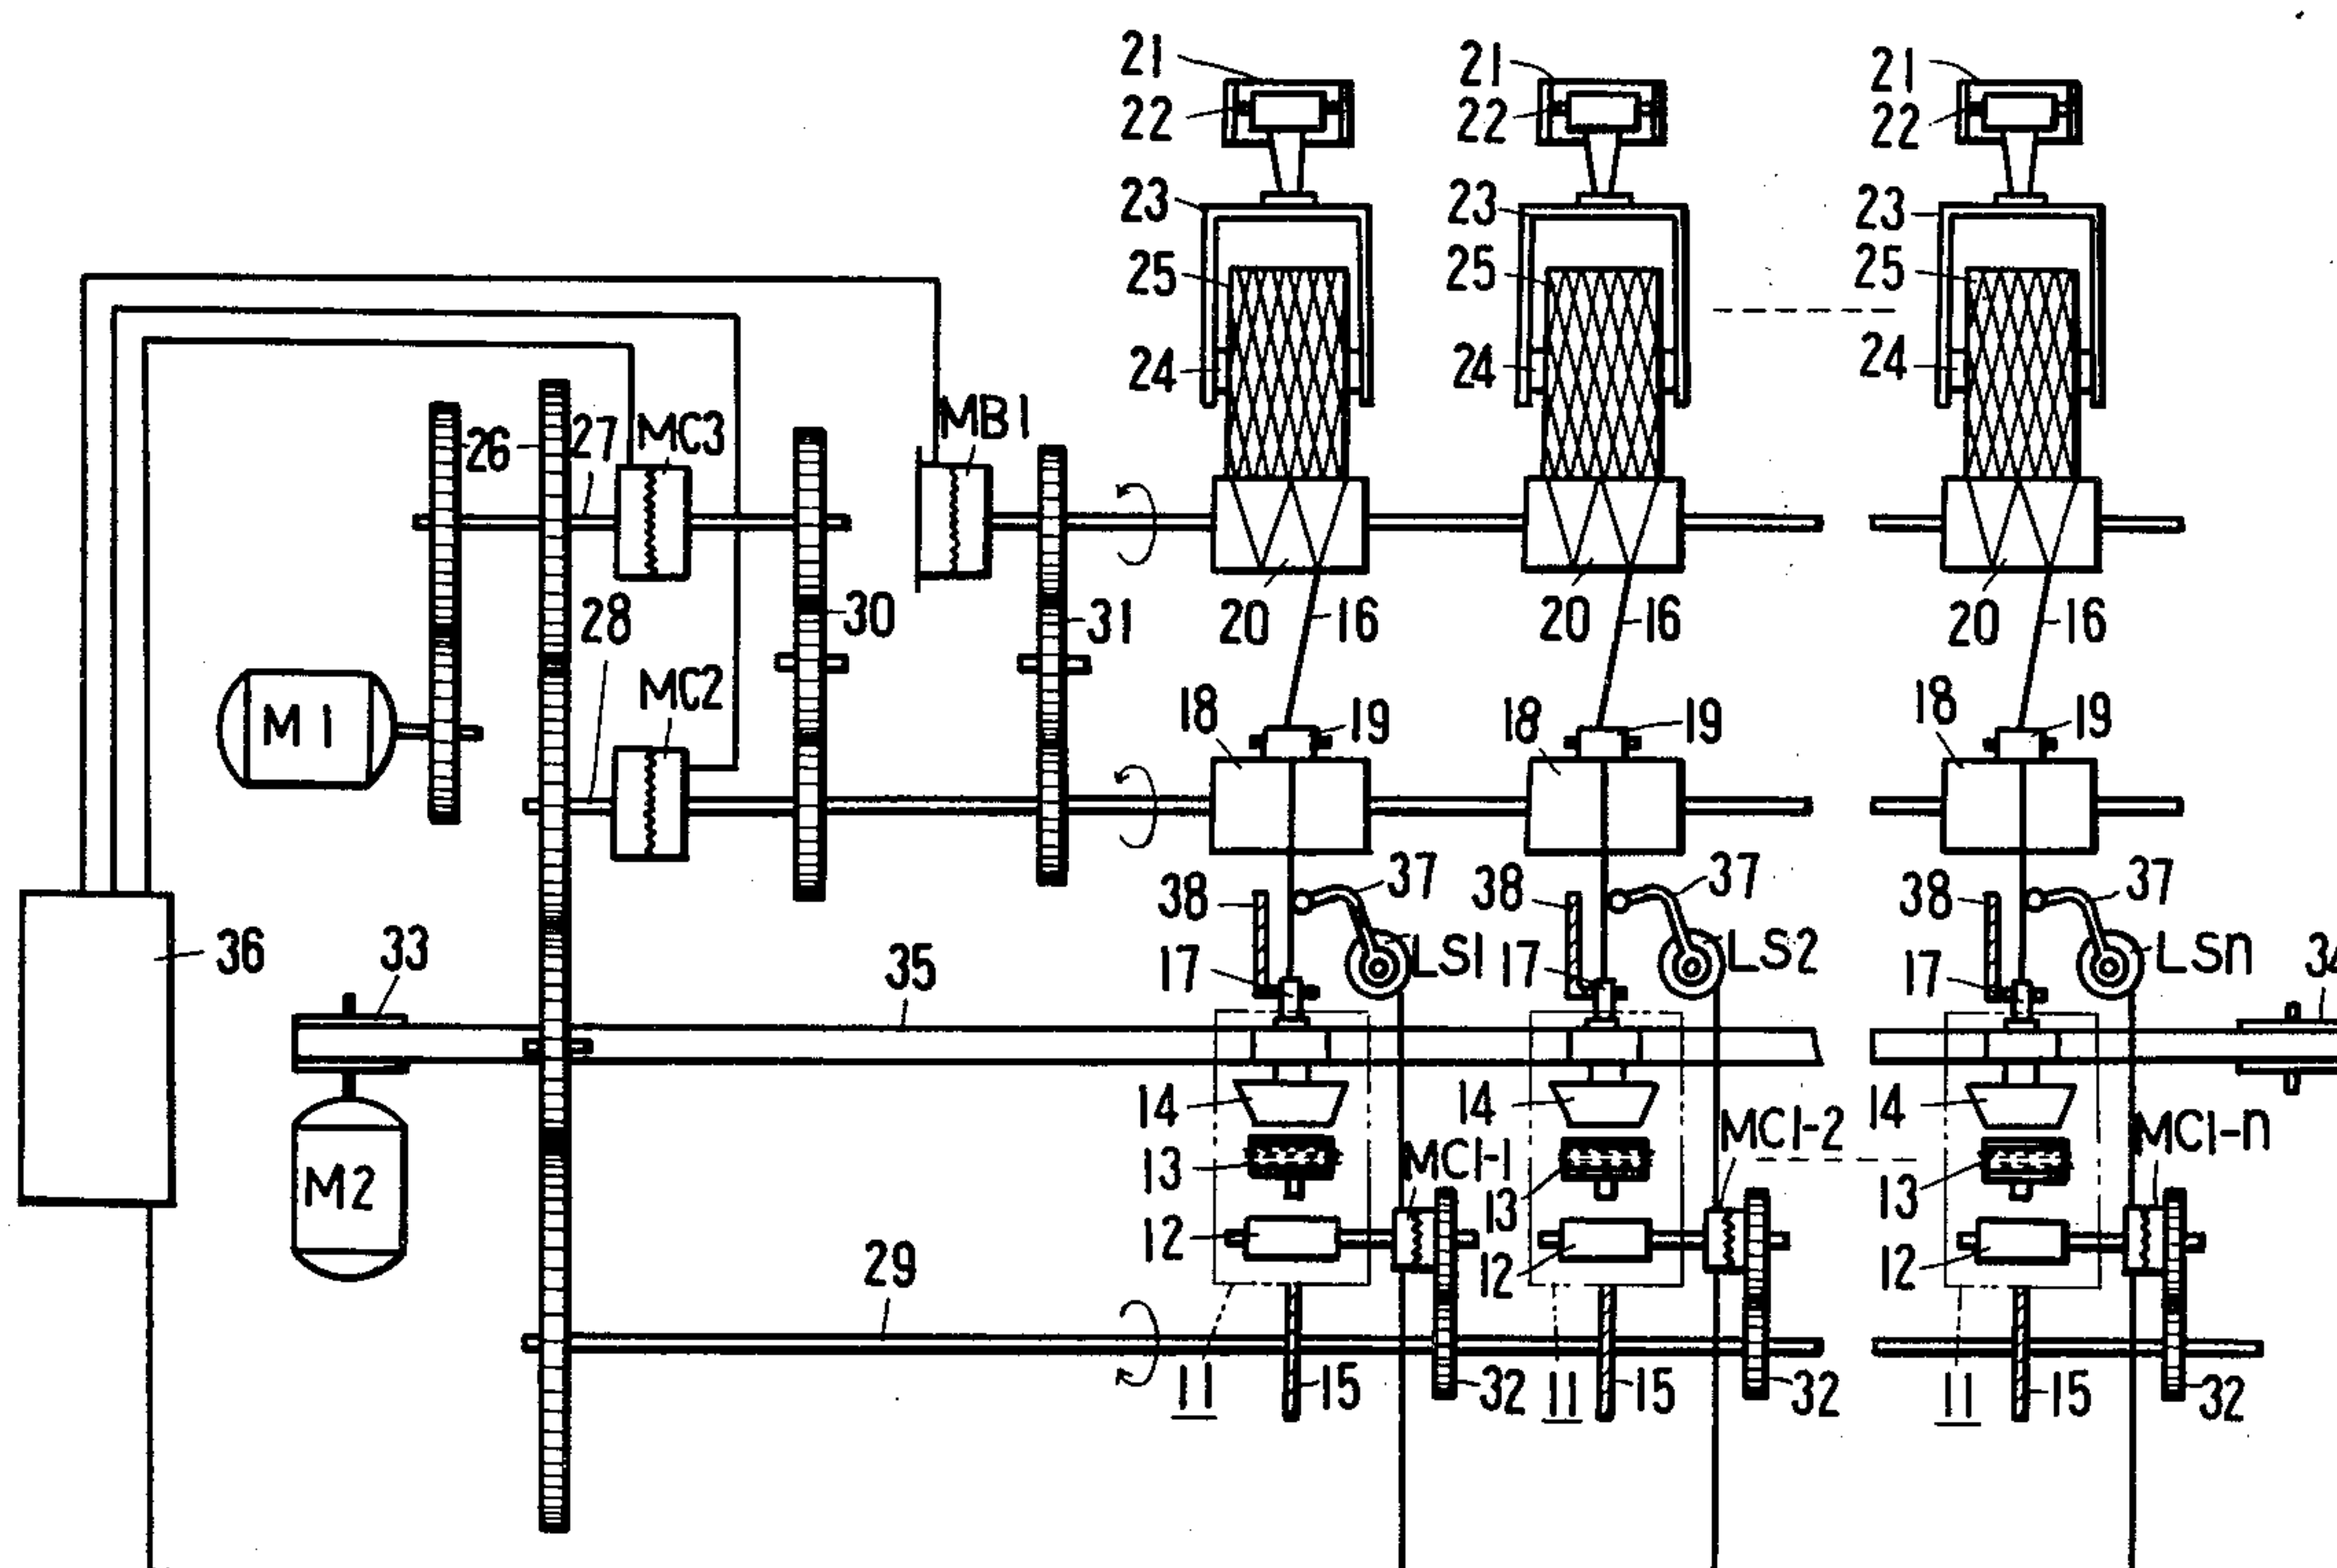 21 21 21
22 22 22
23 23 23
25 25 25
24 24 24
26 27 MC3 MB1
28 30 31 20 16 20 16 20 16
M1 MC2 18 19 18 19 18 19
38 37 38 37 38 37
36 33 35 17 LS1 17 LS2 17 LSn 34
14 14 MC1-2 14 MC1-n
M2 13 MC1-1 13 13
29 12 12 12
11 15 32 11 15 32 11 15 32